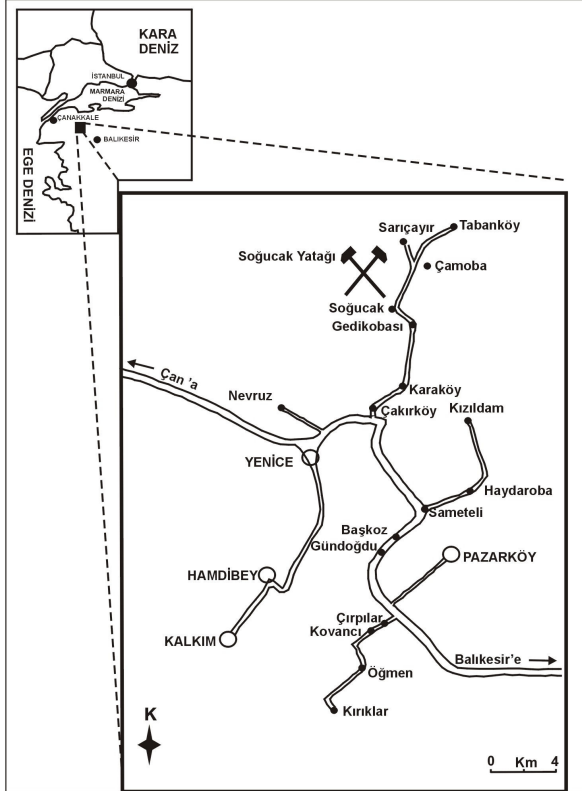 KARA
DENİZ
İSTANBUL
MARMARA
DENİZİ
ÇANAKKALE
BALIKESİR
EGE DENİZİ
Sarıçayır
Tabanköy
Soğucak Yatağı
Çamoba
Soğucak
Gedikobası
Çan 'a
Karaköy
Nevruz
Çakırköy
Kızıldam
YENİCE
Haydaroba
Sameteli
Başkoz
Gündoğdu
PAZARKÖY
HAMDİBEY
Çırpılar
Kovancı
KALKIM
Balıkesir'e
Öğmen
Kırıklar
K
0 Km 4